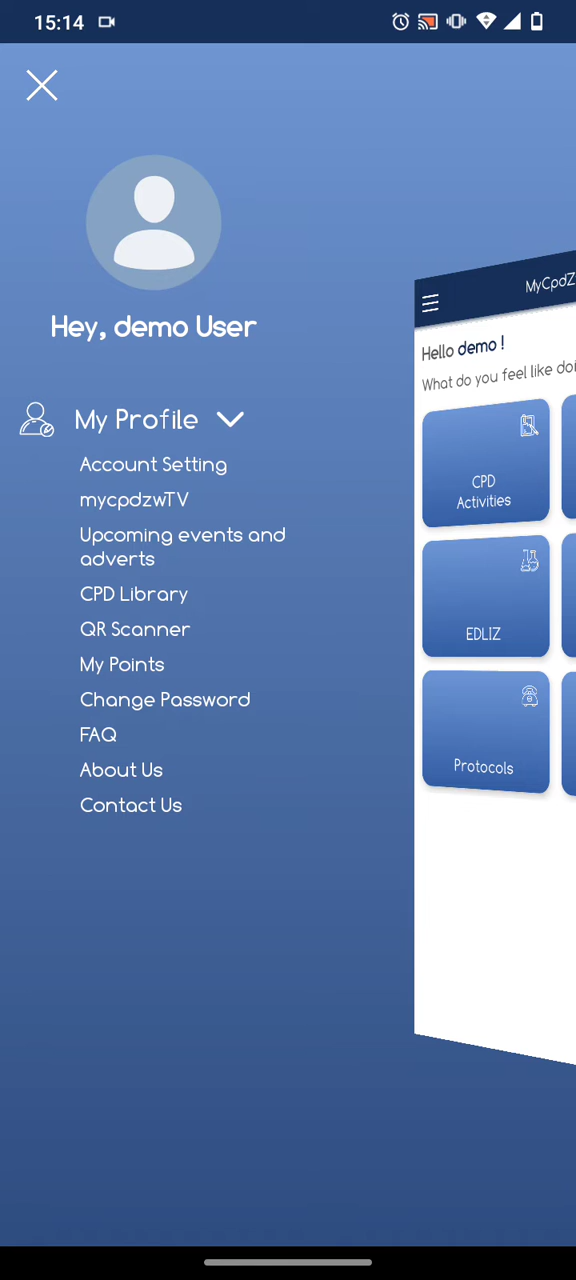 15:14
Hey, demo User
My Profile
Account Setting
mycpdzwTV
Upcoming events and
adverts
CPD Library
QR Scanner
My Points
Change Password
FAQ
About Us
Contact Us
MyCpdZ
Hello demo !
What do you feel like doi
CPD
Activities
EDLIZ
Protocols